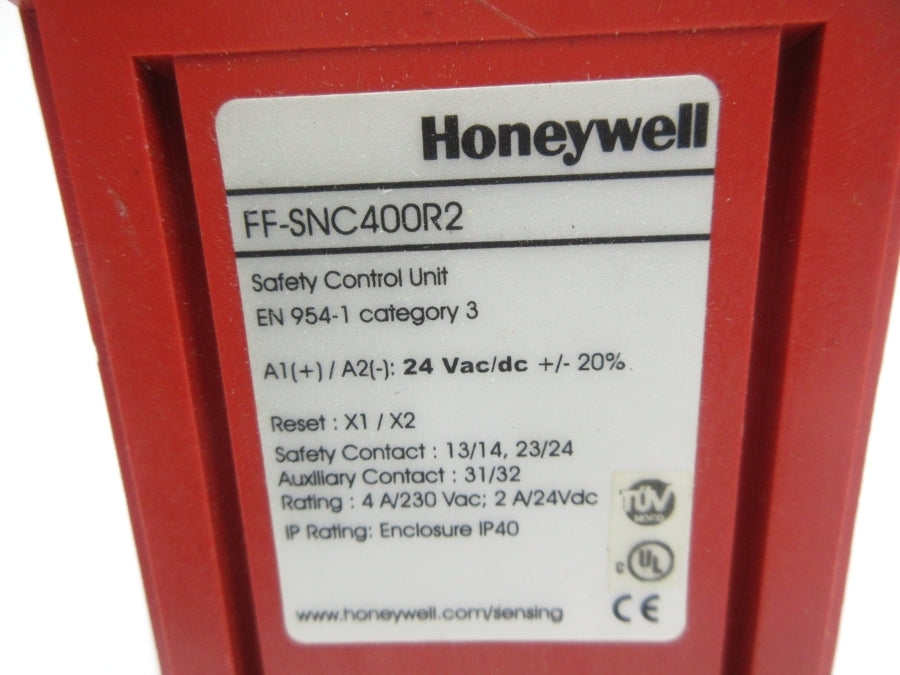 Honeywell
FF-SNC400R2
Safety Control Unit
EN 954-1 category 3
A1(+) / A2(-): 24 Vac/dc +/- 20%
Reset : X1 / X2
Safety Contact : 13/14, 23/24
Auxiliary Contact : 31/32
Rating : 4 A/230 Vac; 2 A/24Vdc
IP Rating: Enclosure IP40
TÜV
c UL
www.honeywell.com/sensing
CE